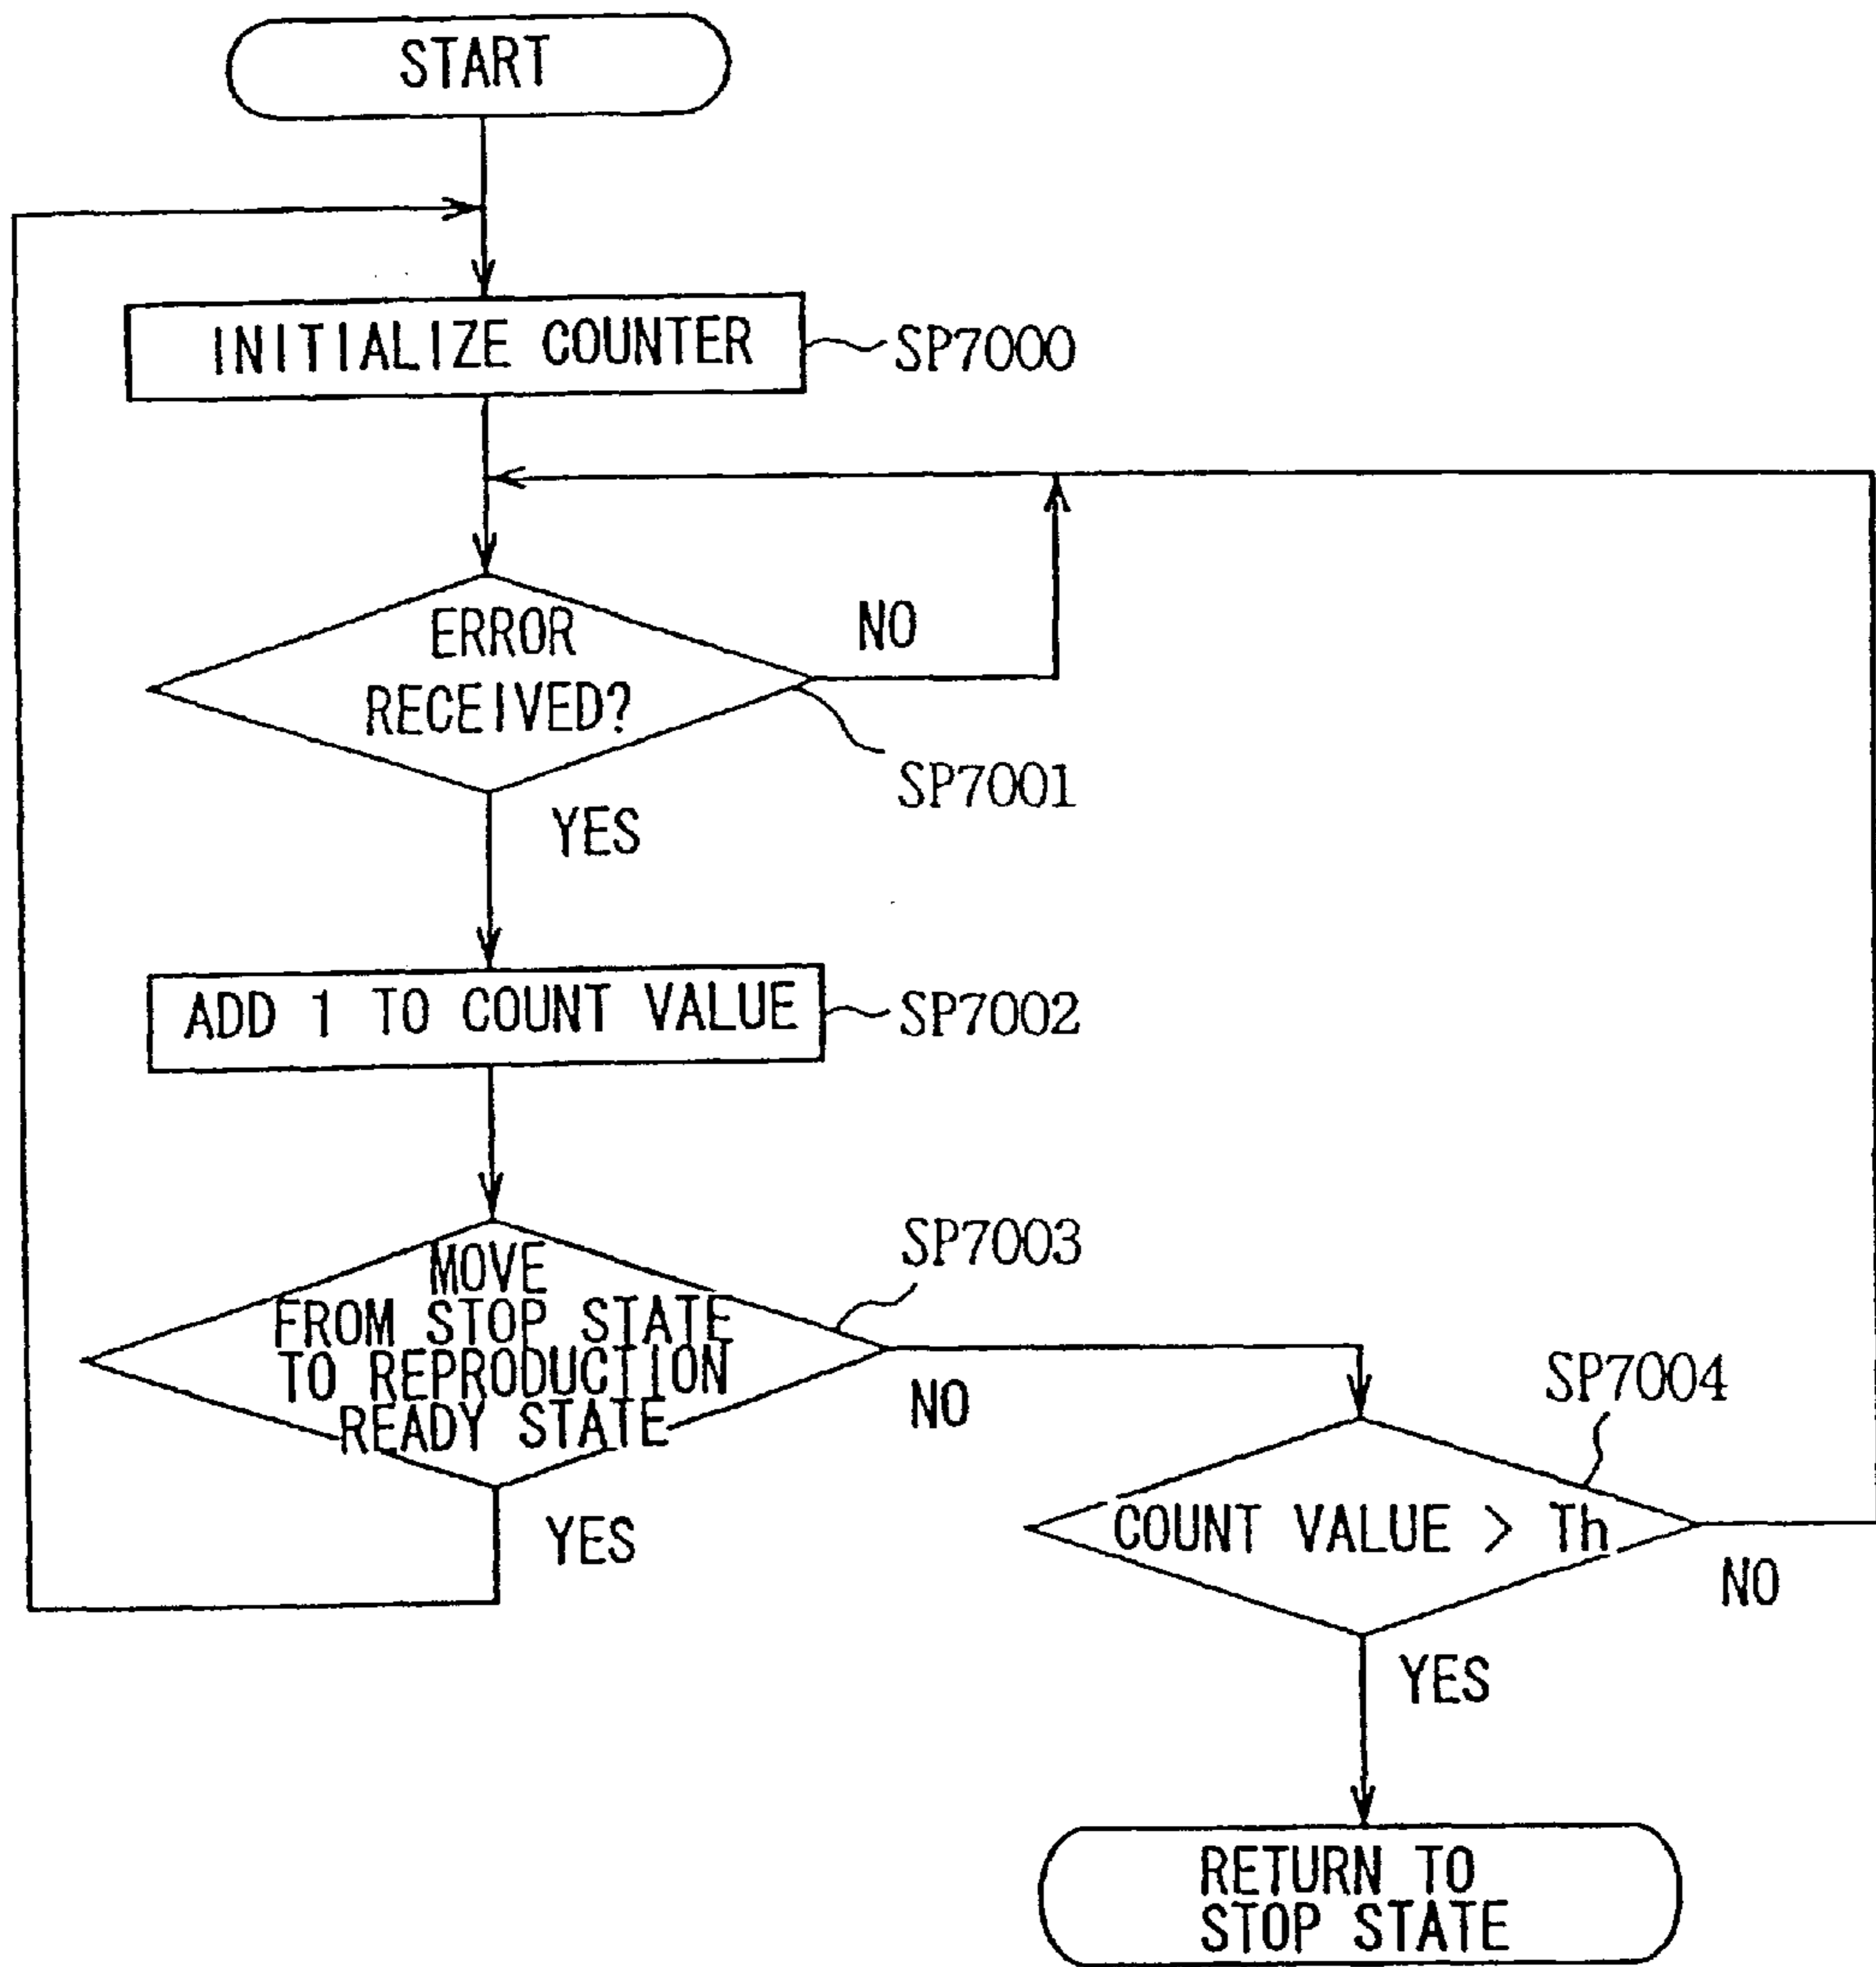 START
INITIALIZE COUNTER
SP7000
ERROR
RECEIVED?
NO
SP7001
YES
ADD 1 TO COUNT VALUE
SP7002
MOVE
FROM STOP STATE
TO REPRODUCTION
READY STATE
SP7003
NO
YES
SP7004
COUNT VALUE > Th
NO
YES
RETURN TO
STOP STATE